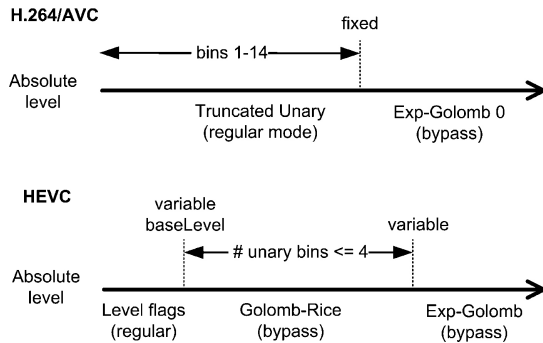 H.264/AVC
fixed
bins 1-14
Absolute
level
Truncated Unary
(regular mode)
Exp-Golomb 0
(bypass)
HEVC
variable
baseLevel
variable
# unary bins <= 4
Absolute
level
Level flags
(regular)
Golomb-Rice
(bypass)
Exp-Golomb
(bypass)